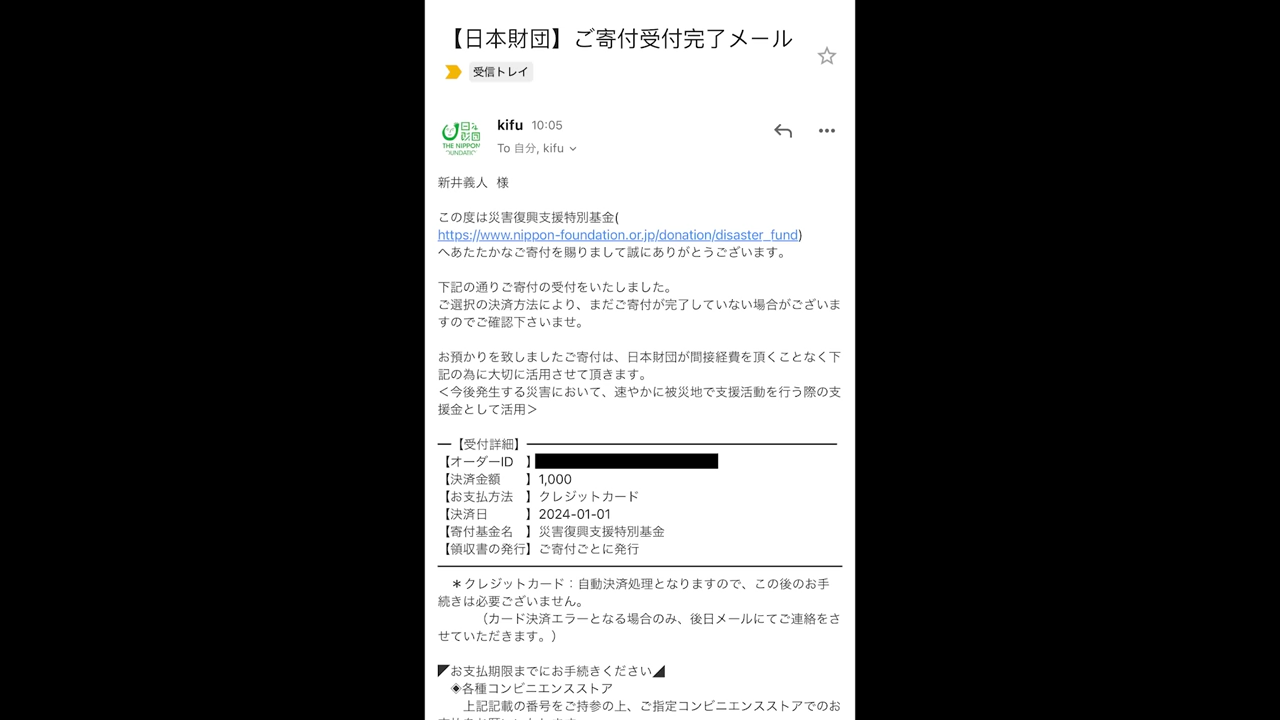 【日本財団】ご寄付受付完了メール
受信トレイ
日本財団
THE NIPPON
kifu 10:05
To 自分, kifu
新井義人 様
この度は災害復興支援特別基金(
https://www.nippon-foundation.or.jp/donation/disaster_fund)
へあたたかなご寄付を賜りまして誠にありがとうございます。
下記の通りご寄付の受付をいたしました。
ご選択の決済方法により、まだご寄付が完了していない場合がございま
すのでご確認下さいませ。
お預かりを致しましたご寄付は、日本財団が間接経費を頂くことなく下
記の為に大切に活用させて頂きます。
＜今後発生する災害において、速やかに被災地で支援活動を行う際の支
援金として活用＞
━【受付詳細】━━━━━━━━━━━━━━━━━━━━━━━━━
【オーダーID 】
【決済金額 】1,000
【お支払方法 】クレジットカード
【決済日 】2024-01-01
【寄付基金名 】災害復興支援特別基金
【領収書の発行】ご寄付ごとに発行
＊クレジットカード：自動決済処理となりますので、この後のお手
続きは必要ございません。
（カード決済エラーとなる場合のみ、後日メールにてご連絡をさ
せていただきます。）
◤お支払期限までにお手続きください◢
◈各種コンビニエンスストア
上記記載の番号をご持参の上、ご指定コンビニエンスストアでのお